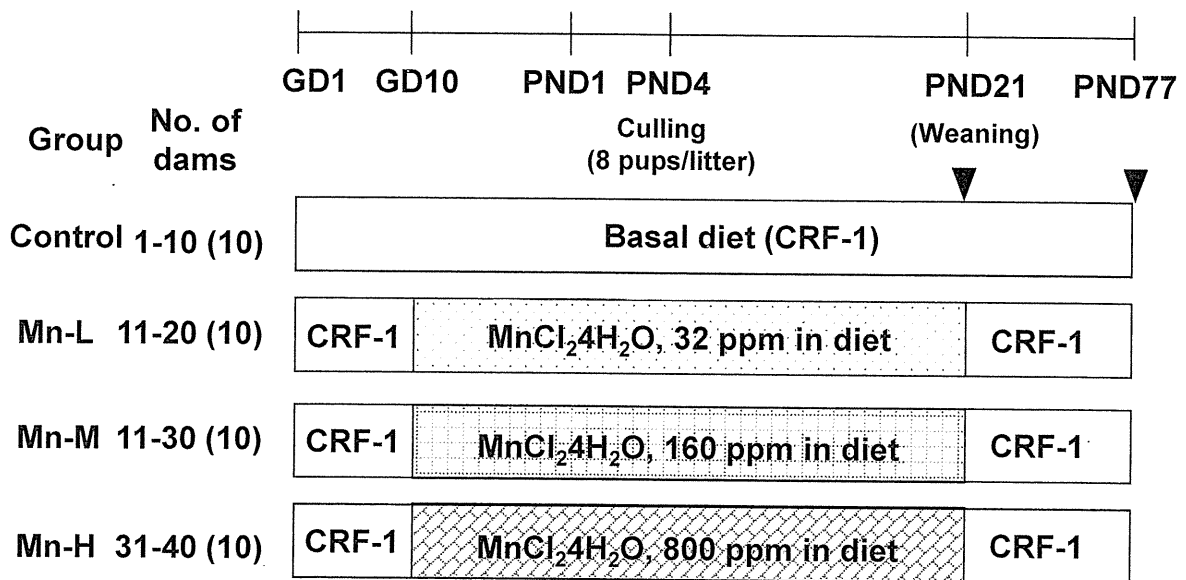 GD1 GD10 PND1 PND4 PND21 PND77
Group No. of dams Culling (8 pups/litter) (Weaning)
Control 1-10 (10) Basal diet (CRF-1)
Mn-L 11-20 (10) CRF-1 MnCl₂4H₂O, 32 ppm in diet CRF-1
Mn-M 11-30 (10) CRF-1 MnCl₂4H₂O, 160 ppm in diet CRF-1
Mn-H 31-40 (10) CRF-1 MnCl₂4H₂O, 800 ppm in diet CRF-1